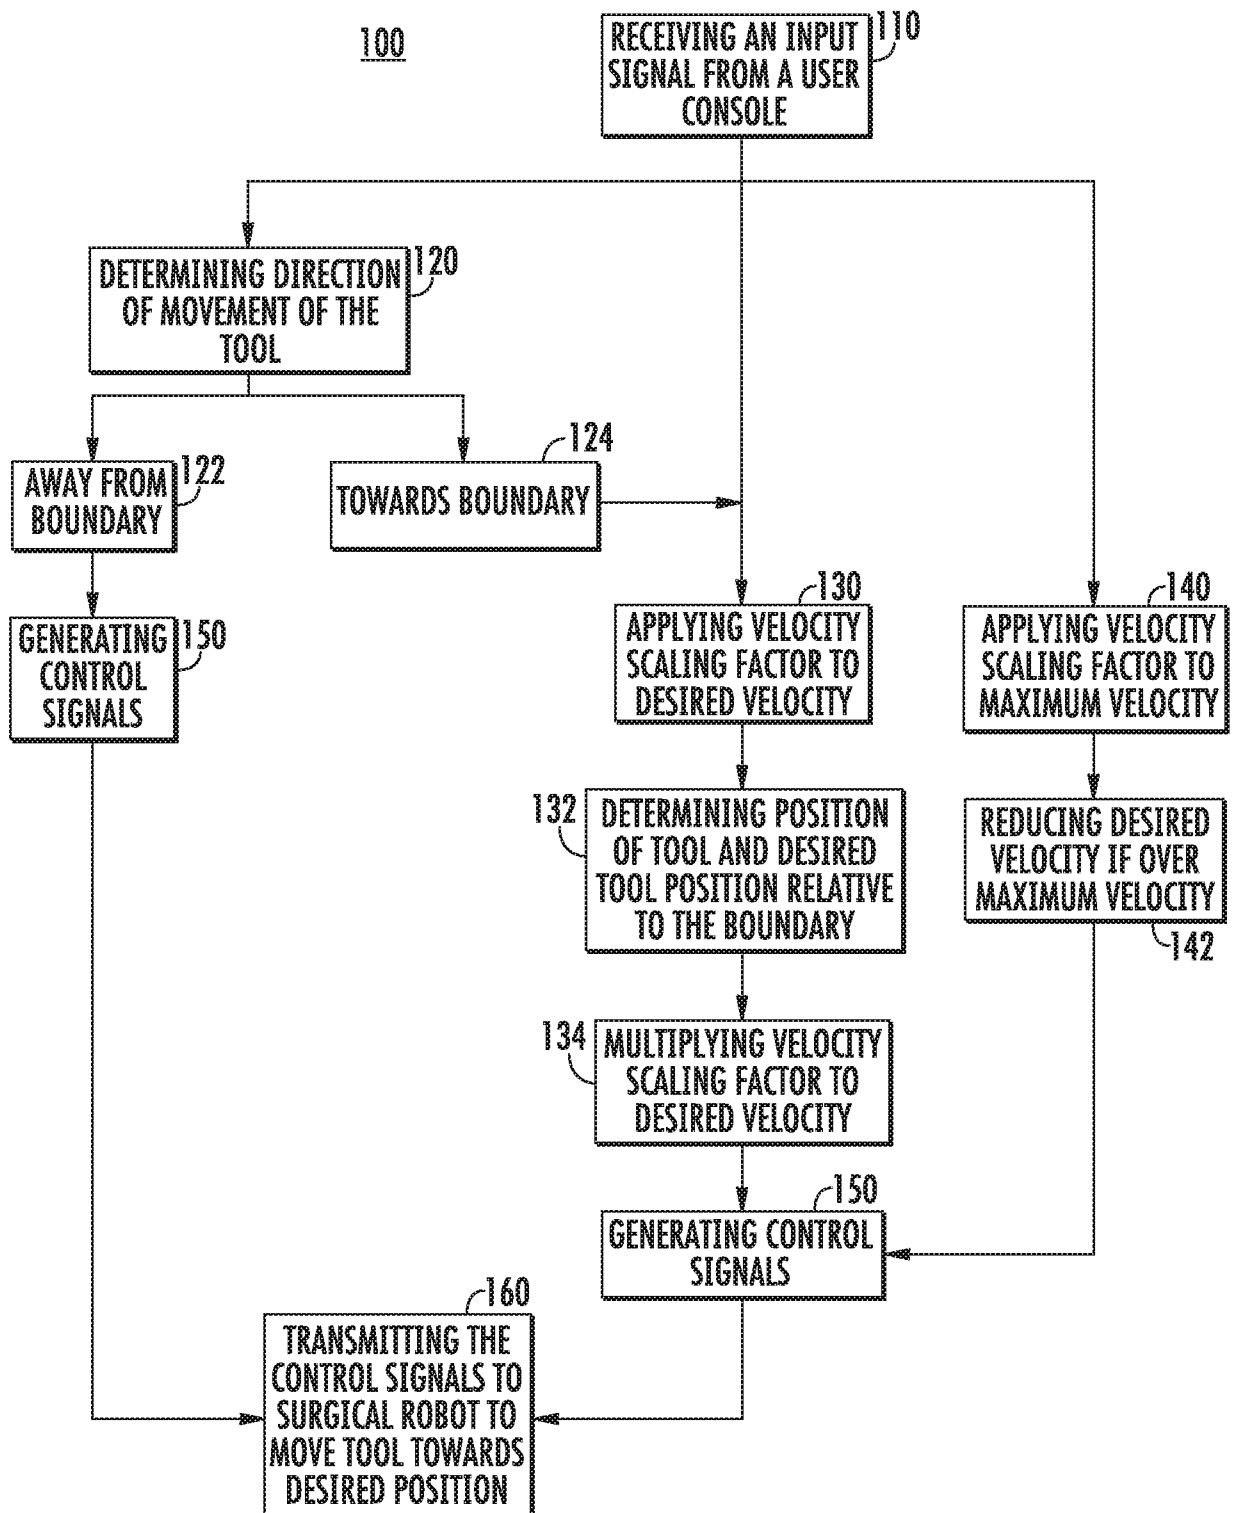 100
110
RECEIVING AN INPUT
SIGNAL FROM A USER
CONSOLE
120
DETERMINING DIRECTION
OF MOVEMENT OF THE
TOOL
122
AWAY FROM
BOUNDARY
124
TOWARDS BOUNDARY
150
GENERATING
CONTROL
SIGNALS
130
APPLYING VELOCITY
SCALING FACTOR TO
DESIRED VELOCITY
140
APPLYING VELOCITY
SCALING FACTOR TO
MAXIMUM VELOCITY
132
DETERMINING POSITION
OF TOOL AND DESIRED
TOOL POSITION RELATIVE
TO THE BOUNDARY
REDUCING DESIRED
VELOCITY IF OVER
MAXIMUM VELOCITY
142
134
MULTIPLYING VELOCITY
SCALING FACTOR TO
DESIRED VELOCITY
150
GENERATING CONTROL
SIGNALS
160
TRANSMITTING THE
CONTROL SIGNALS TO
SURGICAL ROBOT TO
MOVE TOOL TOWARDS
DESIRED POSITION